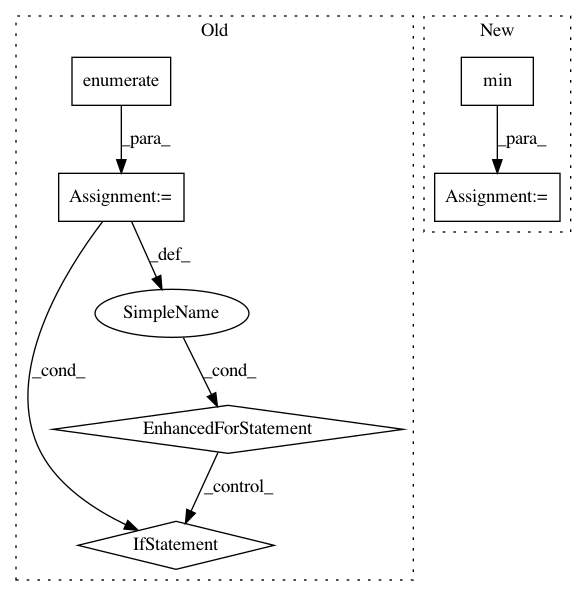 Old
New
enumerate
min
_para_
_para_
Assignment:=
Assignment:=
_def_
SimpleName
_cond_
_cond_
EnhancedForStatement
_control_
IfStatement